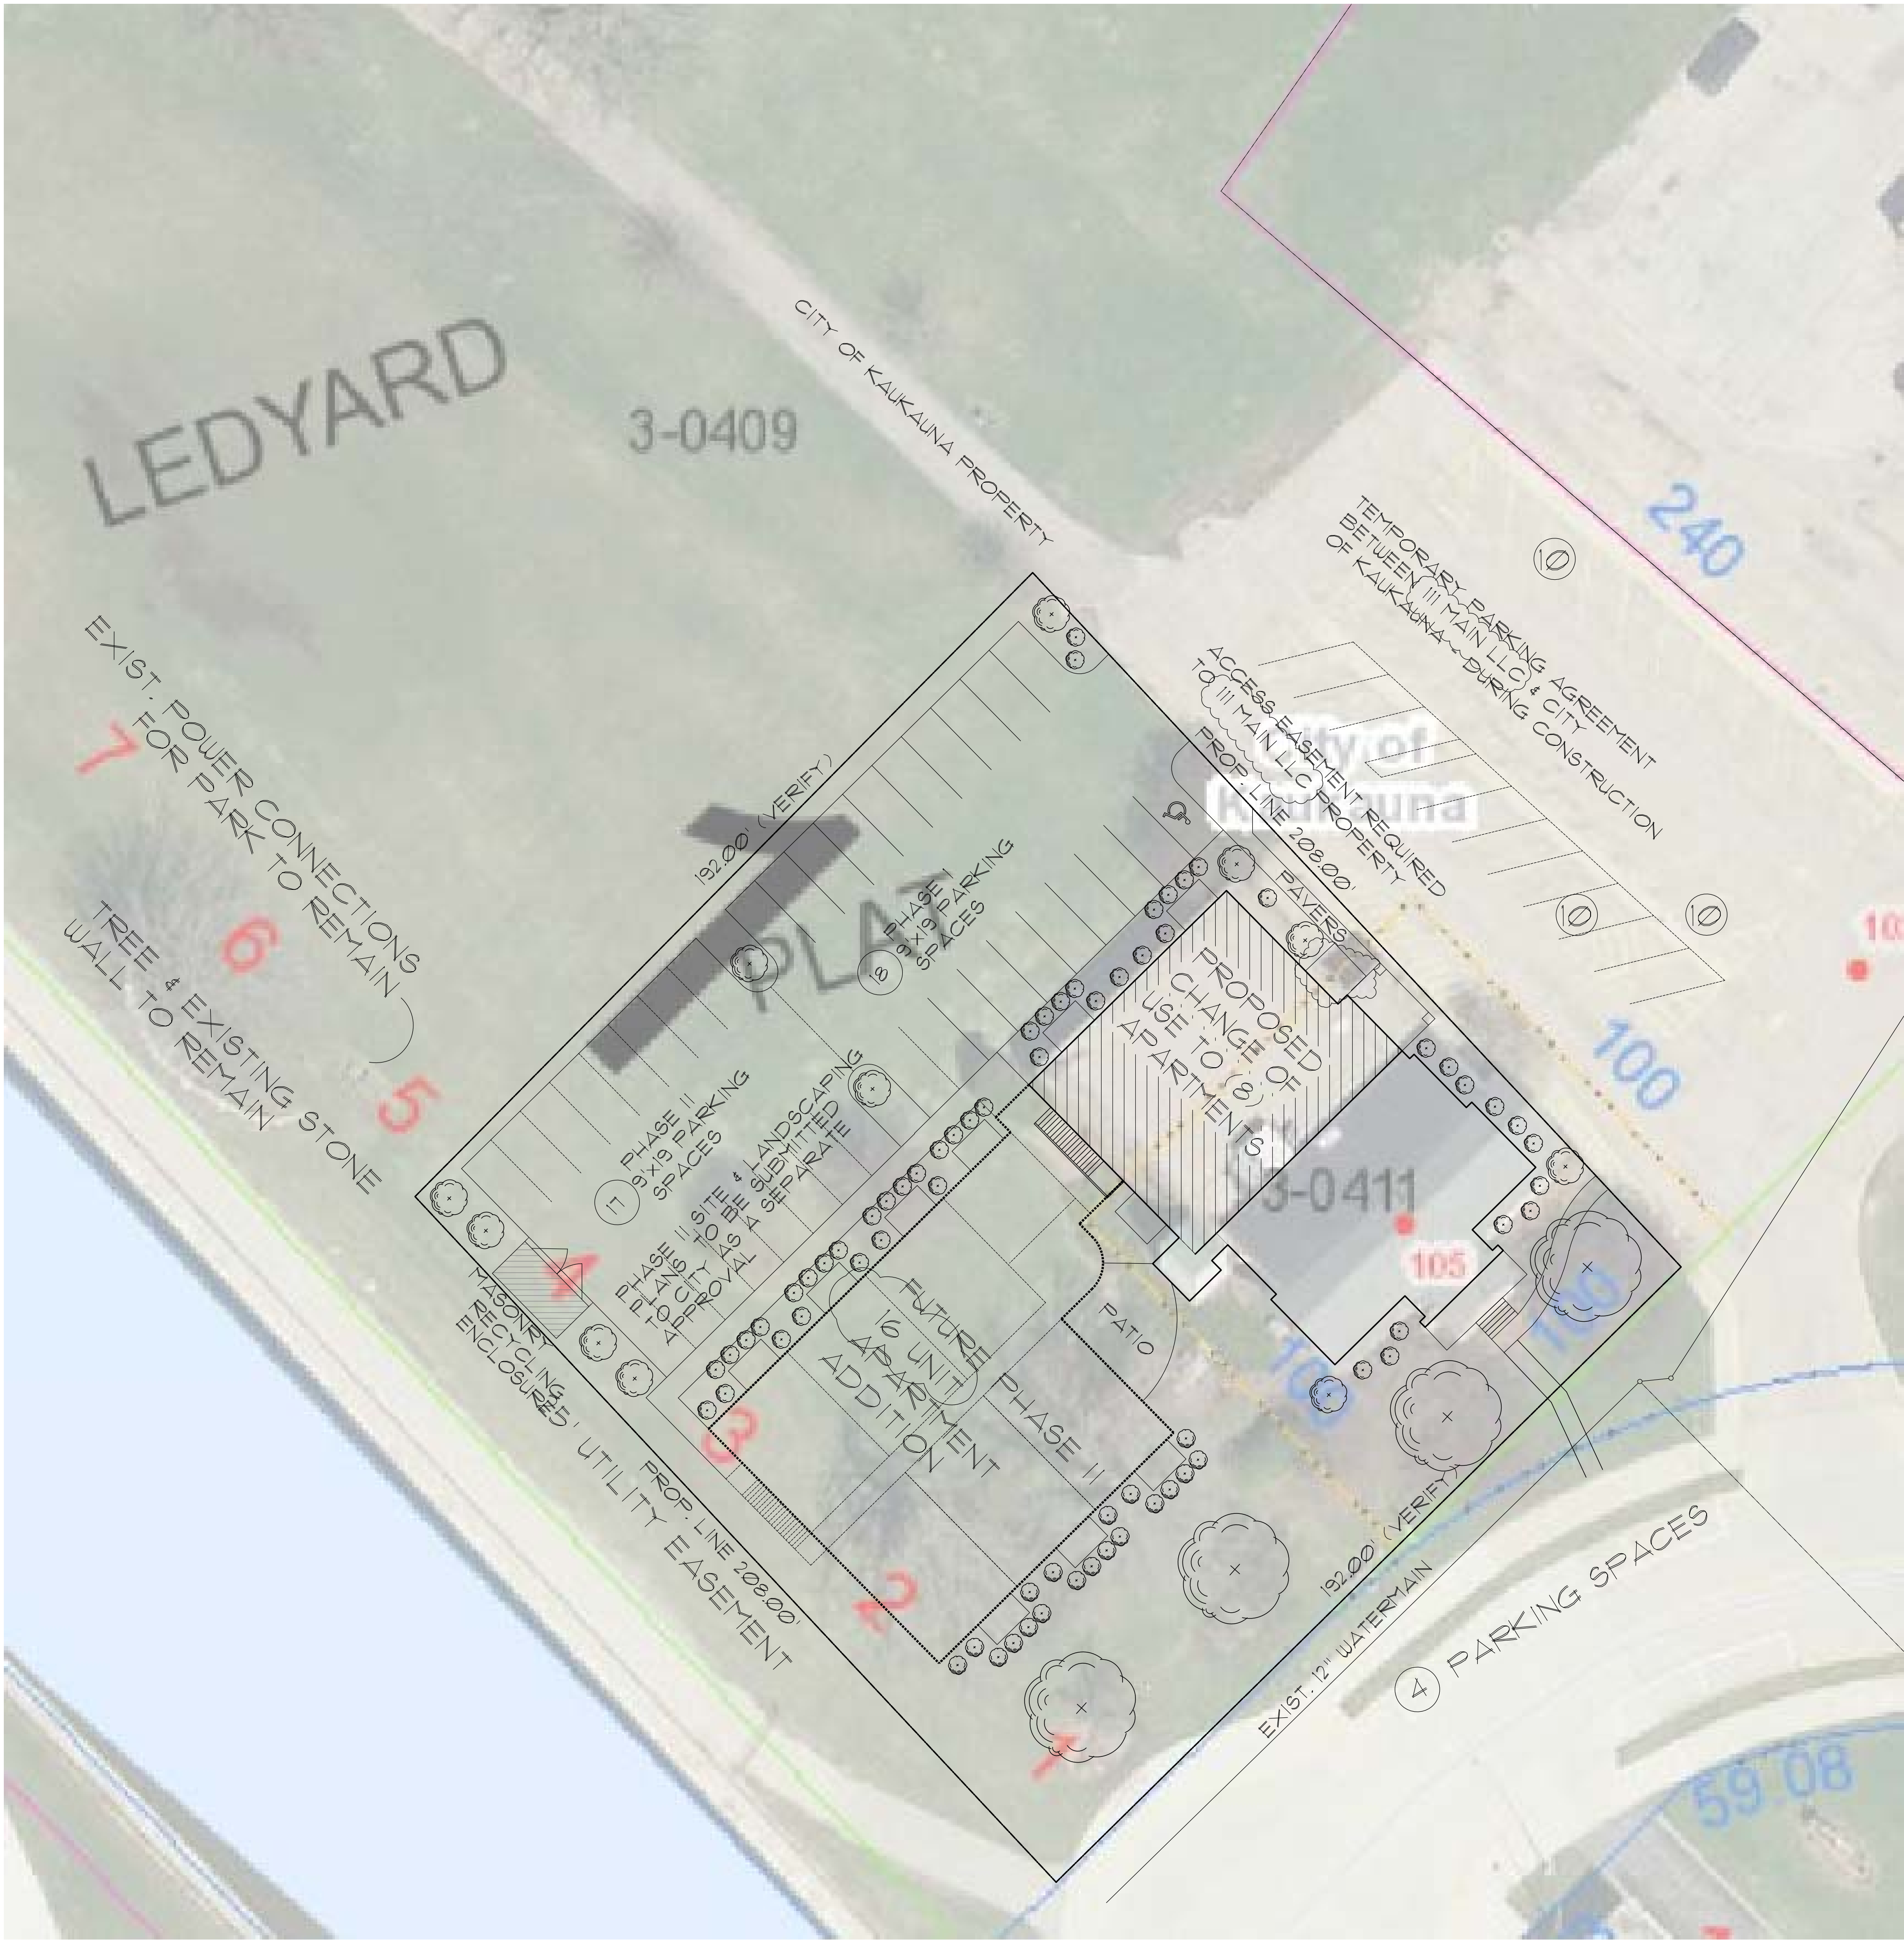 LEDYARD
3-0409
CITY OF KAUKAUNA PROPERTY
240
10
TEMPORARY PARKING AGREEMENT
BETWEEN 111 MAIN LLC & CITY
OF KAUKAUNA - DURING CONSTRUCTION
ACCESS EASEMENT REQUIRED
TO 111 MAIN LLC PROPERTY
City of
Kaukauna
PROP. LINE 208.00'
10
10
10
EXIST. POWER CONNECTIONS
FOR PARK TO REMAIN
7
6
5
TREE & EXISTING STONE
WALL TO REMAIN
192.00' (VERIFY)
PLAT
18
PHASE I
9'X19' PARKING
SPACES
PAVERS
PROPOSED
CHANGE OF
USE TO (8)
APARTMENTS
100
3-0411
105
17
PHASE II
9'X19' PARKING
SPACES
PHASE II SITE & LANDSCAPING
PLANS TO BE SUBMITTED
TO CITY AS A SEPARATE
APPROVAL
4
MASONRY
RECYCLING
ENCLOSURE
UTILITY EASEMENT
PROP. LINE 208.00'
FUTURE PHASE II
16 UNIT
APARTMENT
ADDITION
PATIO
100
3
2
1
192.00' (VERIFY)
EXIST. 12" WATERMAIN
4 PARKING SPACES
59.08